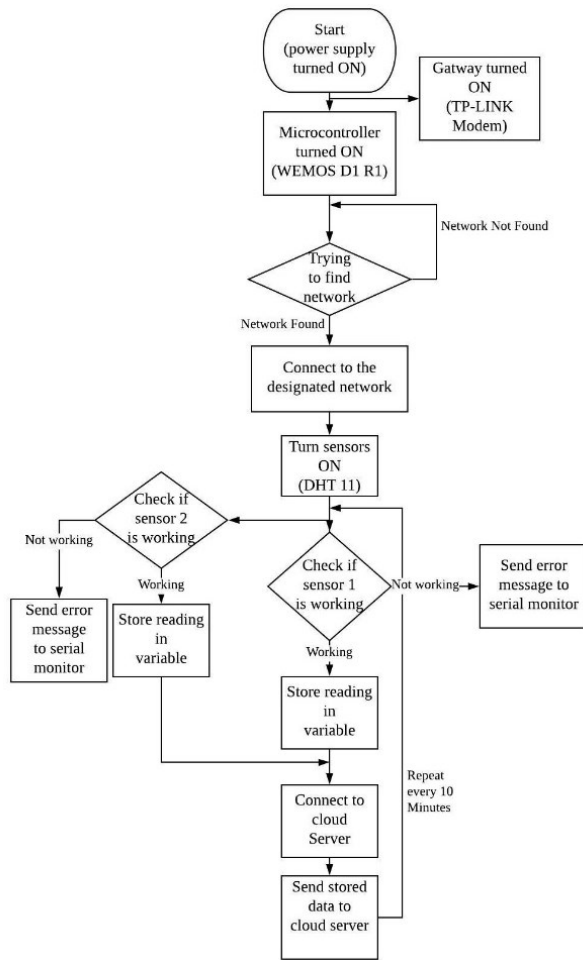 Start
(power supply
turned ON)
Gatway turned
ON
(TP-LINK
Modem)
Microcontroller
turned ON
(WEMOS D1 R1)
Network Not Found
Trying
to find
network
Network Found
Connect to the
designated network
Turn sensors
ON
(DHT 11)
Check if
sensor 2
is working
Not working
Working
Check if
sensor 1
is working
Not working
Working
Send error
message to
serial monitor
Send error
message
to serial
monitor
Store reading
in
variable
Store reading
in
variable
Repeat
every 10
Minutes
Connect to
cloud
Server
Send stored
data to
cloud server